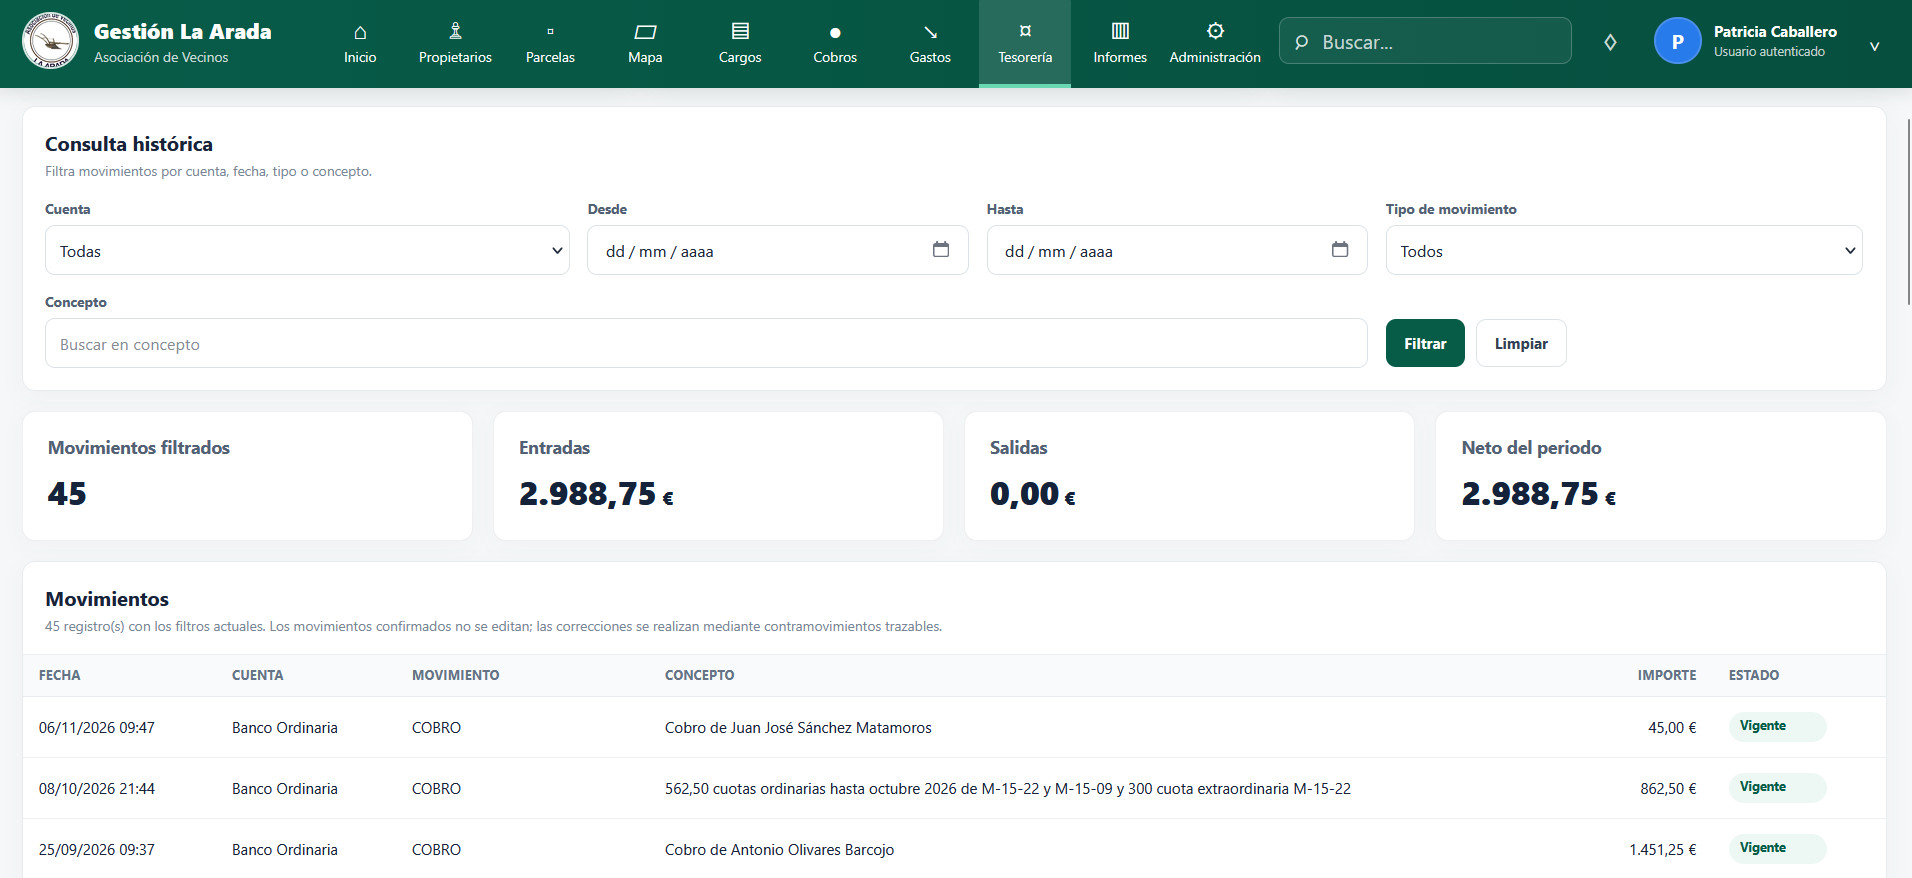 ASOCIACIÓN DE VECINOS
LA ARADA
Gestión La Arada
Asociación de Vecinos
Inicio
Propietarios
Parcelas
Mapa
Cargos
Cobros
Gastos
Tesorería
Informes
Administración
Buscar...
P
Patricia Caballero
Usuario autenticado
Consulta histórica
Filtra movimientos por cuenta, fecha, tipo o concepto.
Cuenta
Desde
Hasta
Tipo de movimiento
Todas
dd / mm / aaaa
dd / mm / aaaa
Todos
Concepto
Buscar en concepto
Filtrar
Limpiar
Movimientos filtrados
45
Entradas
2.988,75 €
Salidas
0,00 €
Neto del periodo
2.988,75 €
Movimientos
45 registro(s) con los filtros actuales. Los movimientos confirmados no se editan; las correcciones se realizan mediante contramovimientos trazables.
FECHA CUENTA MOVIMIENTO CONCEPTO IMPORTE ESTADO
06/11/2026 09:47 Banco Ordinaria COBRO Cobro de Juan José Sánchez Matamoros 45,00 € Vigente
08/10/2026 21:44 Banco Ordinaria COBRO 562,50 cuotas ordinarias hasta octubre 2026 de M-15-22 y M-15-09 y 300 cuota extraordinaria M-15-22 862,50 € Vigente
25/09/2026 09:37 Banco Ordinaria COBRO Cobro de Antonio Olivares Barcojo 1.451,25 € Vigente